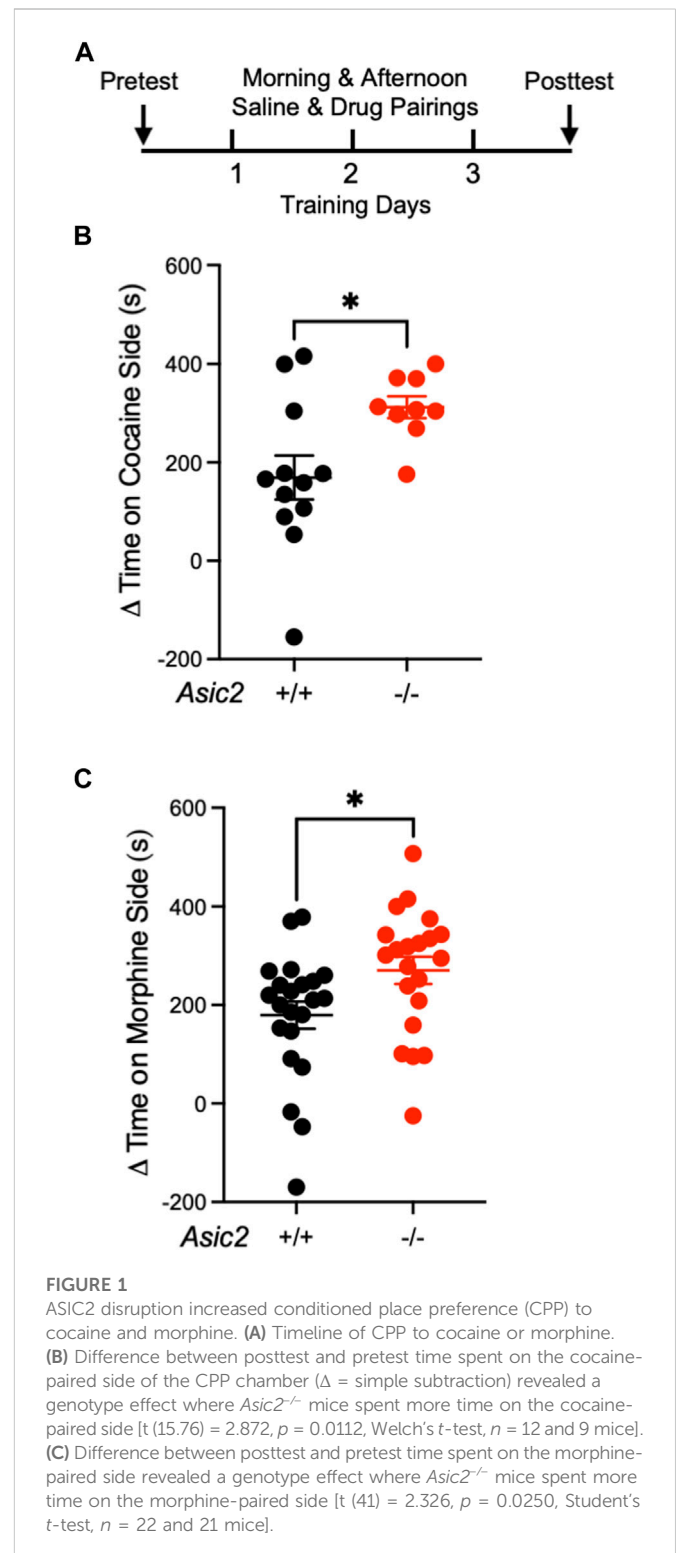 A
Pretest
Morning & Afternoon
Saline & Drug Pairings
Posttest
1 2 3
Training Days
B
Δ Time on Cocaine Side (s)
600
*
400
200
0
-200
Asic2 +/+ -/-
C
Δ Time on Morphine Side (s)
600
*
400
200
0
-200
Asic2 +/+ -/-
FIGURE 1
ASIC2 disruption increased conditioned place preference (CPP) to
cocaine and morphine. (A) Timeline of CPP to cocaine or morphine.
(B) Difference between posttest and pretest time spent on the cocaine-
paired side of the CPP chamber (Δ = simple subtraction) revealed a
genotype effect where Asic2−/− mice spent more time on the cocaine-
paired side [t (15.76) = 2.872, p = 0.0112, Welch's t-test, n = 12 and 9 mice].
(C) Difference between posttest and pretest time spent on the morphine-
paired side revealed a genotype effect where Asic2−/− mice spent more
time on the morphine-paired side [t (41) = 2.326, p = 0.0250, Student's
t-test, n = 22 and 21 mice].